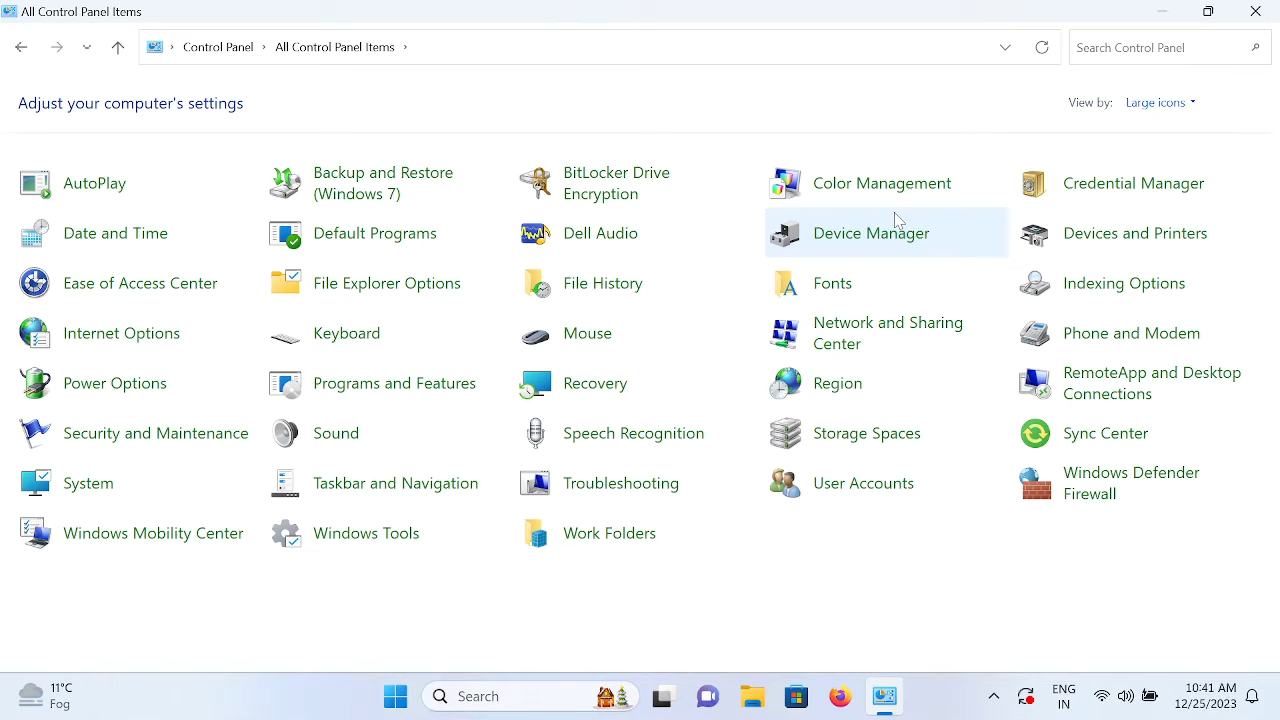 All Control Panel Items
Control Panel
All Control Panel Items
Search Control Panel
Adjust your computer's settings
View by: Large icons
AutoPlay
Backup and Restore
(Windows 7)
BitLocker Drive
Encryption
Color Management
Credential Manager
Date and Time
Default Programs
Dell Audio
Device Manager
Devices and Printers
Ease of Access Center
File Explorer Options
File History
Fonts
Indexing Options
Internet Options
Keyboard
Mouse
Network and Sharing
Center
Phone and Modem
Power Options
Programs and Features
Recovery
Region
RemoteApp and Desktop
Connections
Security and Maintenance
Sound
Speech Recognition
Storage Spaces
Sync Center
System
Taskbar and Navigation
Troubleshooting
User Accounts
Windows Defender
Firewall
Windows Mobility Center
Windows Tools
Work Folders
11°C
Fog
Search
ENG
IN
10:41 AM
12/25/2023